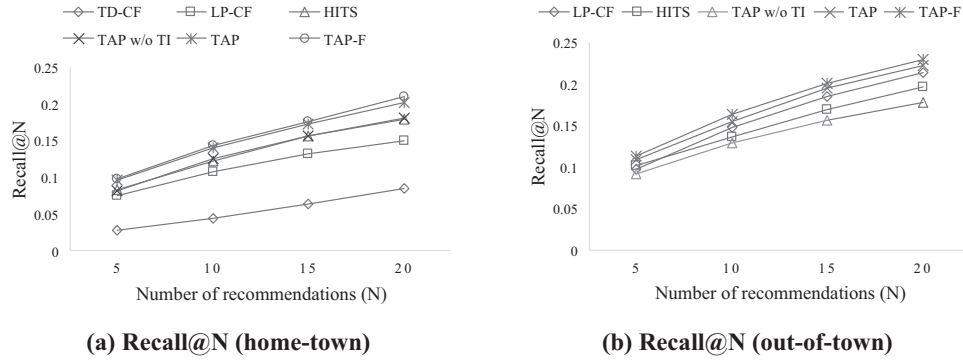 TD-CF LP-CF HITS
TAP w/o TI TAP TAP-F
0.25
0.2
0.15
0.1
0.05
0
Recall@N
5 10 15 20
Number of recommendations (N)
(a) Recall@N (home-town)
LP-CF HITS TAP w/o TI TAP TAP-F
0.25
0.2
0.15
0.1
0.05
0
Recall@N
5 10 15 20
Number of recommendations (N)
(b) Recall@N (out-of-town)